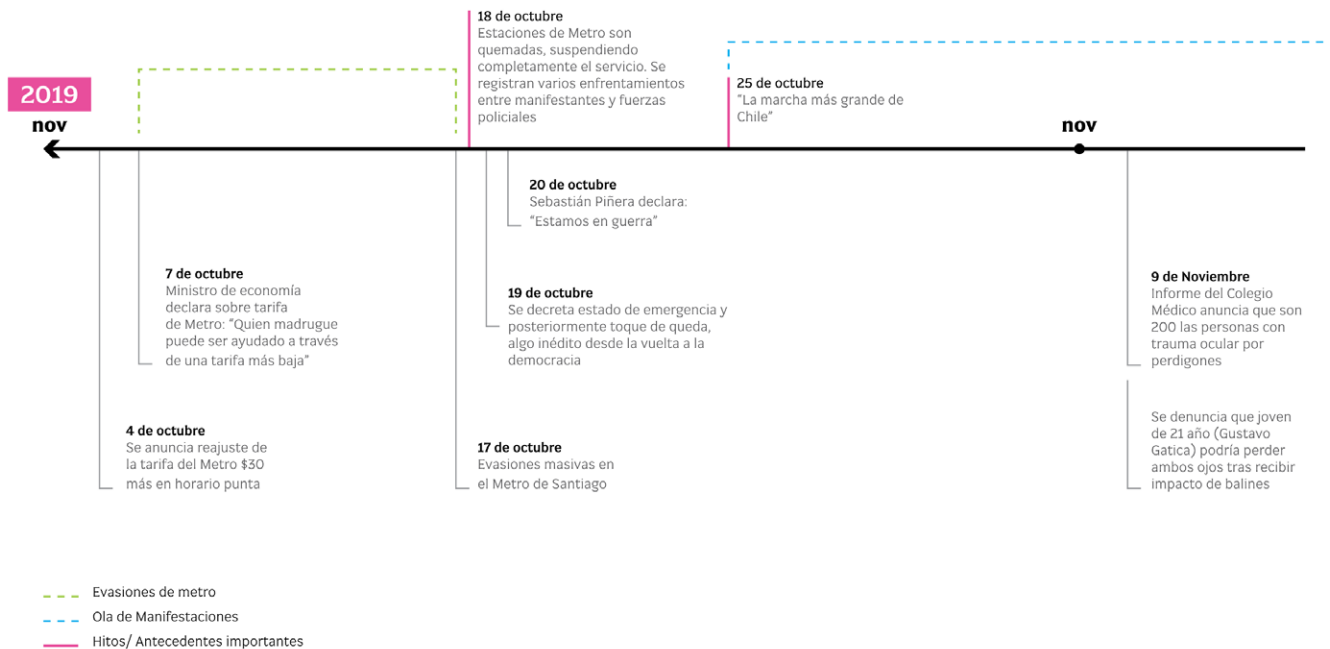 2019
nov
18 de octubre
Estaciones de Metro son
quemadas, suspendiendo
completamente el servicio. Se
registran varios enfrentamientos
entre manifestantes y fuerzas
policiales
25 de octubre
“La marcha más grande de
Chile”
nov
20 de octubre
Sebastián Piñera declara:
“Estamos en guerra”
7 de octubre
Ministro de economía
declara sobre tarifa
de Metro: “Quien madrugue
puede ser ayudado a través
de una tarifa más baja”
19 de octubre
Se decreta estado de emergencia y
posteriormente toque de queda,
algo inédito desde la vuelta a la
democracia
9 de Noviembre
Informe del Colegio
Médico anuncia que son
200 las personas con
trauma ocular por
perdigones
4 de octubre
Se anuncia reajuste de
la tarifa del Metro $30
más en horario punta
17 de octubre
Evasiones masivas en
el Metro de Santiago
Se denuncia que joven
de 21 año (Gustavo
Gatica) podría perder
ambos ojos tras recibir
impacto de balines
Evasiones de metro
Ola de Manifestaciones
Hitos/ Antecedentes importantes